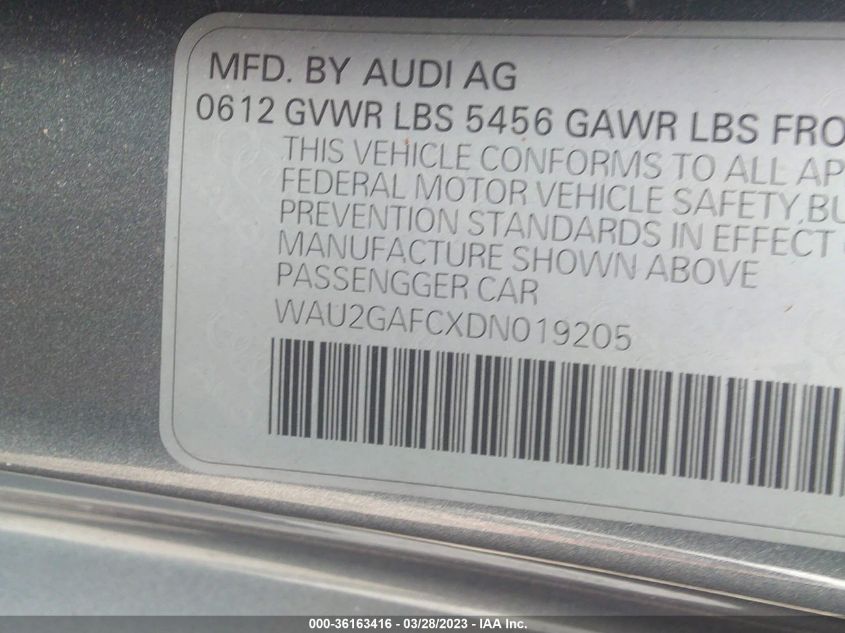 MFD. BY AUDI AG
0612 GVWR LBS 5456 GAWR LBS FRO
THIS VEHICLE CONFORMS TO ALL AP
FEDERAL MOTOR VEHICLE SAFETY, BU
PREVENTION STANDARDS IN EFFECT
MANUFACTURE SHOWN ABOVE
PASSENGGER CAR
WAU2GAFCXDN019205
000-36163416 - 03/28/2023 - IAA Inc.